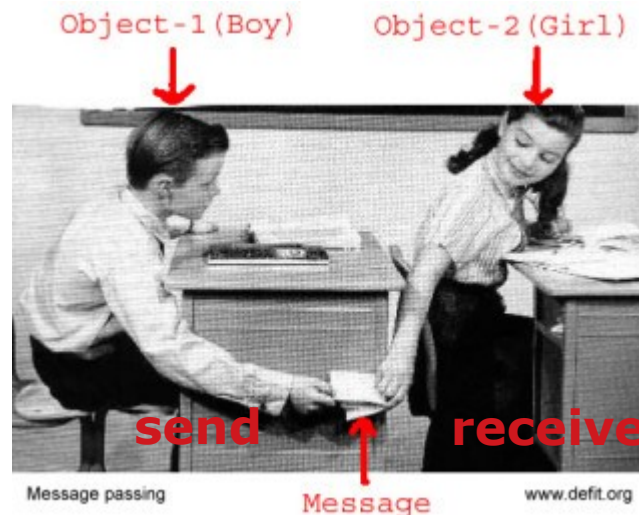 Object-1(Boy) Object-2(Girl)
send receive
Message passing Message www.defit.org